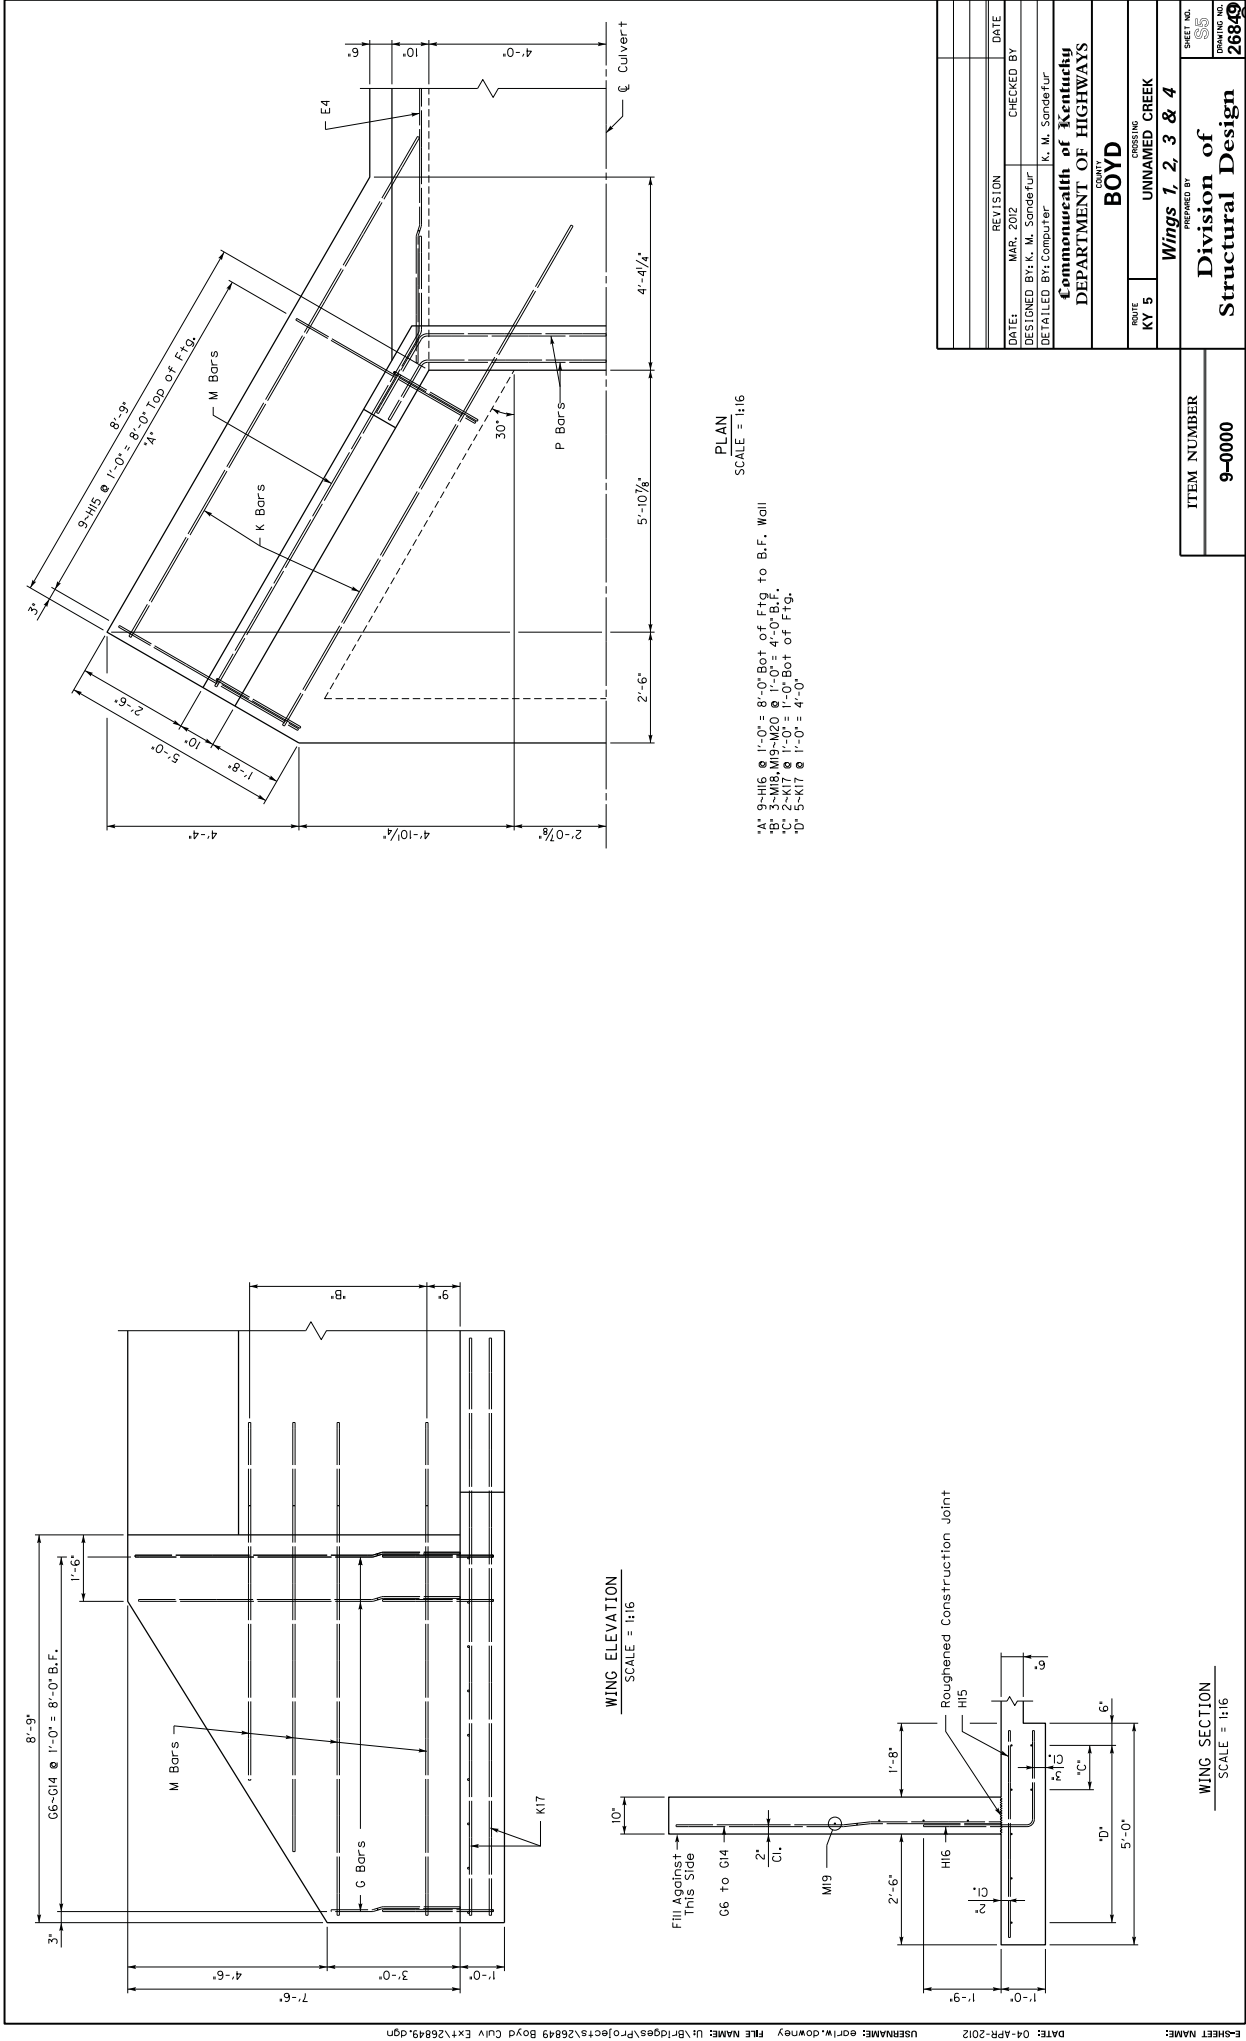 WING ELEVATION
SCALE = 1:16
8'-9"
G6~G14 @ 1'-0" = 8'-0" B.F.
3"
1'-6"
M Bars
G Bars
K17
7'-6"
4'-6"
3'-0"
1'-0"
"B"
9"
WING SECTION
SCALE = 1:16
10"
1'-8"
2'-6"
Fill Against
This Side
G6 to G14
2"
Cl.
M19
H16
2"
Cl.
Roughened Construction Joint
H15
6"
6"
3"
Cl.
"C"
"D"
5'-0"
1'-9"
1'-0"
PLAN
SCALE = 1:16
8'-9"
9~H15 @ 1'-0" = 8'-0" Top of Ftg.
"A"
3"
M Bars
K Bars
E4
6"
10"
4'-0"
℄ Culvert
2'-6"
5'-0"
10"
1'-8"
30°
P Bars
4'-4"
4'-10 1/4"
2'-0 7/8"
2'-6"
5'-10 7/8"
4'-4 1/4"
"A" 9~H16 @ 1'-0" = 8'-0" Bot of Ftg to B.F. Wall
"B" 3~M18,M19~M20 @ 1'-0" = 4'-0" B.F.
"C" 2~K17 @ 1'-0" = 1'-0" Bot of Ftg.
"D" 5~K17 @ 1'-0" = 4'-0"
REVISION
DATE
DATE: MAR. 2012
CHECKED BY
DESIGNED BY: K. M. Sandefur
DETAILED BY: Computer
K. M. Sandefur
Commonwealth of Kentucky
DEPARTMENT OF HIGHWAYS
COUNTY
BOYD
ROUTE
KY 5
CROSSING
UNNAMED CREEK
Wings 1, 2, 3 & 4
PREPARED BY
Division of
Structural Design
SHEET NO.
S5
DRAWING NO.
26849
ITEM NUMBER
9-0000
E-SHEET NAME:
DATE: 04-APR-2012
USERNAME: earlw.downey
FILE NAME: U:\Bridges\Projects\26849 Boyd Culv Ext\26849.dgn